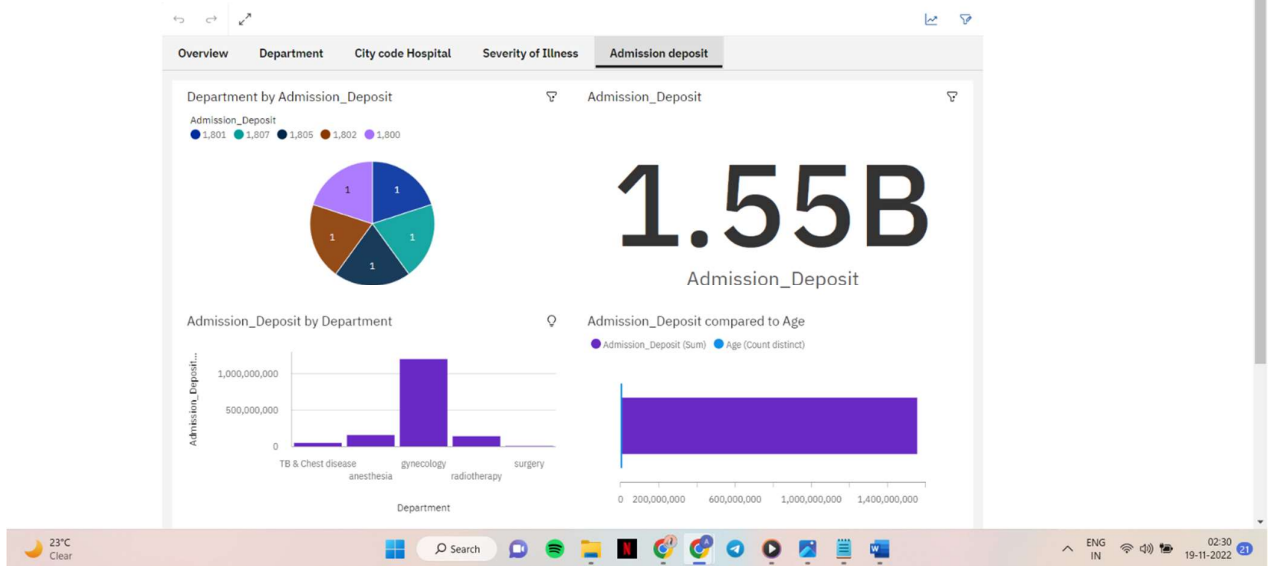 Overview Department City code Hospital Severity of Illness Admission deposit
Department by Admission_Deposit
Admission_Deposit
1,801 1,807 1,805 1,802 1,800
1
1
1
1
1
Admission_Deposit
1.55B
Admission_Deposit
Admission_Deposit by Department
Admission_Deposit...
1,000,000,000
500,000,000
0
TB & Chest disease gynecology surgery
anesthesia radiotherapy
Department
Admission_Deposit compared to Age
Admission_Deposit (Sum) Age (Count distinct)
0 200,000,000 600,000,000 1,000,000,000 1,400,000,000
23°C
Clear
Search
N
W
ENG
IN
02:30
19-11-2022
21